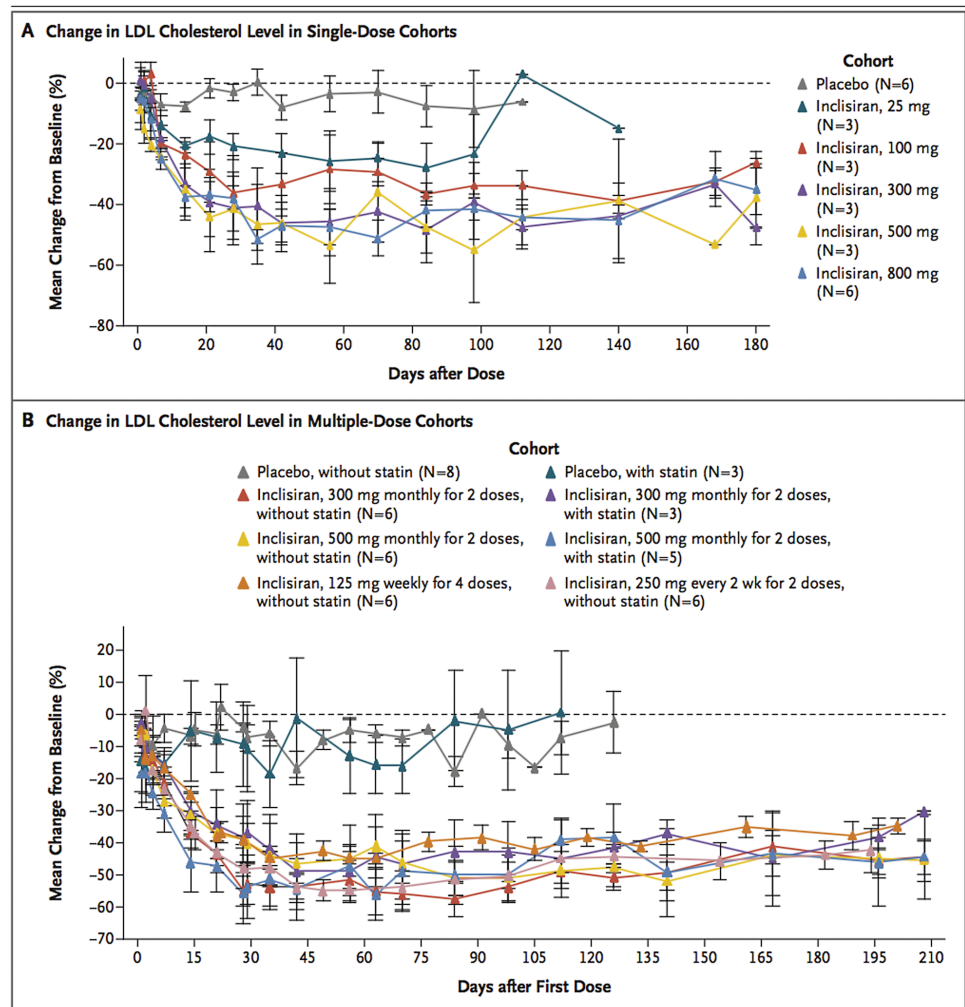 A Change in LDL Cholesterol Level in Single-Dose Cohorts
Mean Change from Baseline (%)
0
−20
−40
−60
−80
0 20 40 60 80 100 120 140 160 180
Days after Dose
Cohort
Placebo (N=6)
Inclisiran, 25 mg
(N=3)
Inclisiran, 100 mg
(N=3)
Inclisiran, 300 mg
(N=3)
Inclisiran, 500 mg
(N=3)
Inclisiran, 800 mg
(N=6)
B Change in LDL Cholesterol Level in Multiple-Dose Cohorts
Cohort
Placebo, without statin (N=8)
Inclisiran, 300 mg monthly for 2 doses,
without statin (N=6)
Inclisiran, 500 mg monthly for 2 doses,
without statin (N=6)
Inclisiran, 125 mg weekly for 4 doses,
without statin (N=6)
Placebo, with statin (N=3)
Inclisiran, 300 mg monthly for 2 doses,
with statin (N=3)
Inclisiran, 500 mg monthly for 2 doses,
with statin (N=5)
Inclisiran, 250 mg every 2 wk for 2 doses,
without statin (N=6)
Mean Change from Baseline (%)
20
10
0
−10
−20
−30
−40
−50
−60
−70
0 15 30 45 60 75 90 105 120 135 150 165 180 195 210
Days after First Dose